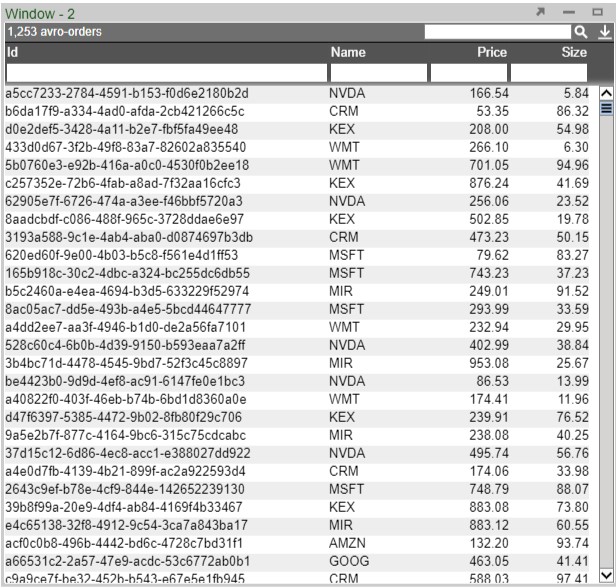 Window - 2
1,253 avro-orders
Id Name Price Size
a5cc7233-2784-4591-b153-f0d6e2180b2d NVDA 166.54 5.84
b6da17f9-a334-4ad0-afda-2cb421266c5c CRM 53.35 86.32
d0e2def5-3428-4a11-b2e7-fbf5fa49ee48 KEX 208.00 54.98
433d0d67-3f2b-49f8-83a7-82602a835540 WMT 266.10 6.30
5b0760e3-e92b-416a-a0c0-4530f0b2ee18 WMT 701.05 94.96
c257352e-72b6-4fab-a8ad-7f32aa16cfc3 KEX 876.24 41.69
62905e7f-6726-474a-a3ee-f46bbf5720a3 NVDA 256.06 23.52
8aadcbdf-c086-488f-965c-3728ddae6e97 KEX 502.85 19.78
3193a588-9c1e-4ab4-aba0-d0874697b3db CRM 473.23 50.15
620ed60f-9e00-4b03-b5c8-f561e4d1ff53 MSFT 79.62 83.27
165b918c-30c2-4dbc-a324-bc255dc6db55 MSFT 743.23 37.23
b5c2460a-e4ea-4694-b3d5-633229f52974 MIR 249.01 91.52
8ac05ac7-dd5e-493b-a4e5-5bcd44647777 MSFT 293.99 33.59
a4dd2ee7-aa3f-4946-b1d0-de2a56fa7101 WMT 232.94 29.95
528c60c4-6b0b-4d39-9150-b593eaa7a2ff NVDA 402.99 38.84
3b4bc71d-4478-4545-9bd7-52f3c45c8897 MIR 953.08 25.67
be4423b0-9d9d-4ef8-ac91-6147fe0e1bc3 NVDA 86.53 13.99
a40822f0-403f-46eb-b74b-6bd1d8360a0e WMT 174.41 11.96
d47f6397-5385-4472-9b02-8fb80f29c706 KEX 239.91 76.52
9a5e2b7f-877c-4164-9bc6-315c75cdcabc MIR 238.08 40.25
37d15c12-6d86-4ec8-acc1-e388027dd922 NVDA 495.74 56.76
a4e0d7fb-4139-4b21-899f-ac2a922593d4 CRM 174.06 33.98
2643c9ef-b78e-4cf9-844e-142652239130 MSFT 748.79 88.07
39b8f99a-20e9-4df4-ab84-4169f4b33467 KEX 883.08 73.80
e4c65138-32f8-4912-9c54-3ca7a843ba17 MIR 883.12 60.55
acf0c0b8-496b-4442-bd6c-4728c7bd31f1 AMZN 132.20 93.74
a66531c2-2a57-47e9-acdc-53c6772ab0b1 GOOG 463.05 41.41
c9a9ce7f-be32-452b-b543-e67e5e1fb945 CRM 588.03 97.41